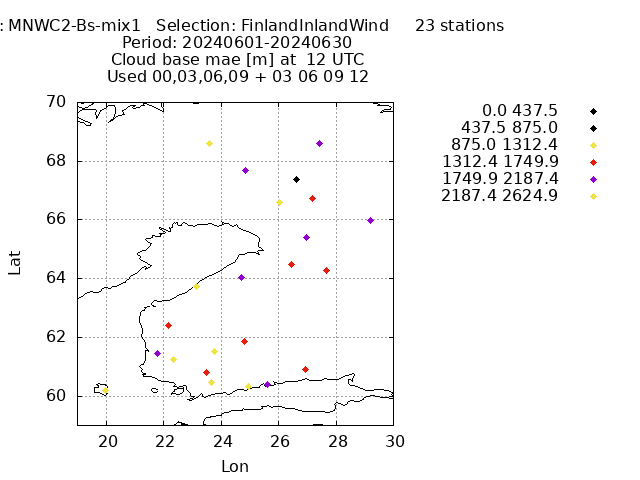 : MNWC2-Bs-mix1   Selection: FinlandInlandWind     23 stations
Period: 20240601-20240630
Cloud base mae [m] at  12 UTC
Used 00,03,06,09 + 03 06 09 12
0.0 437.5
437.5 875.0
875.0 1312.4
1312.4 1749.9
1749.9 2187.4
2187.4 2624.9
70
68
66
64
62
60
Lat
20 22 24 26 28 30
Lon